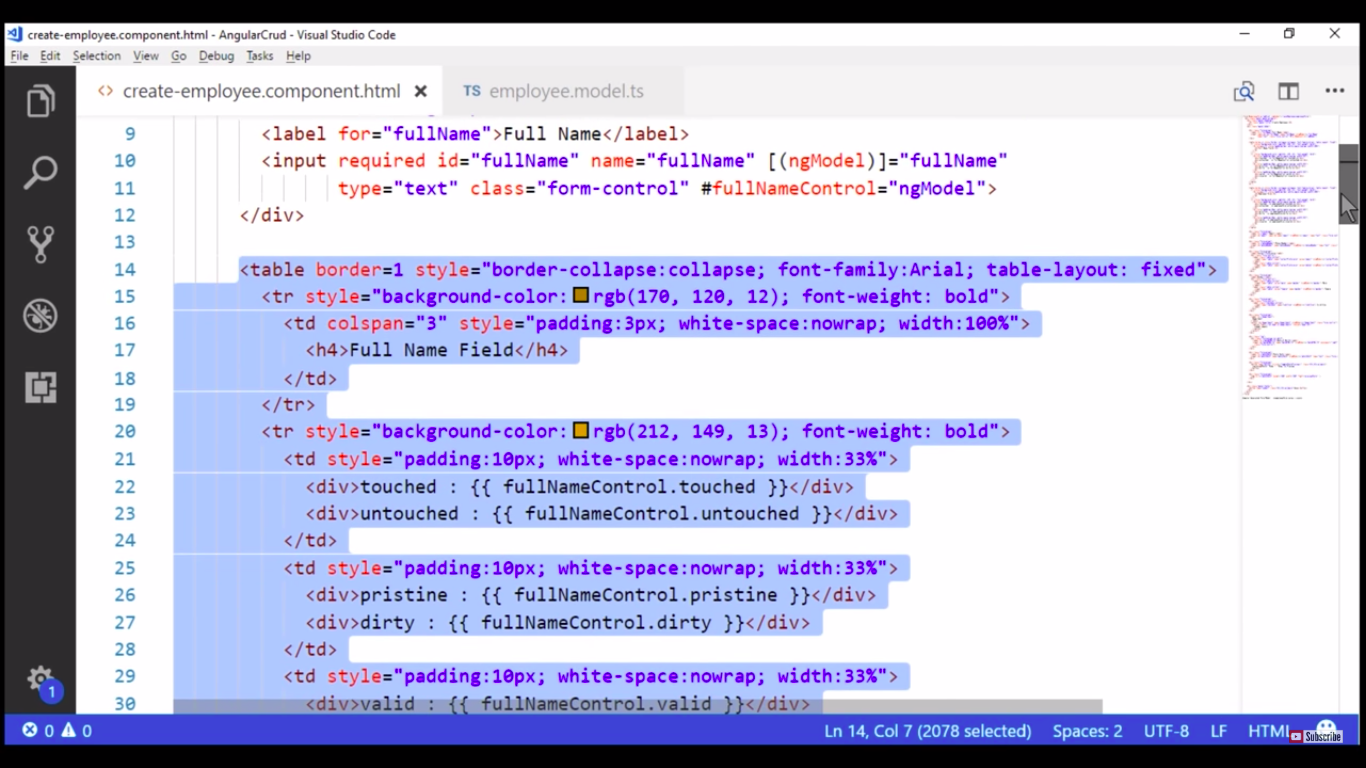 create-employee.component.html - AngularCrud - Visual Studio Code
File Edit Selection View Go Debug Tasks Help
<> create-employee.component.html × TS employee.model.ts
9 <label for="fullName">Full Name</label>
10 <input required id="fullName" name="fullName" [(ngModel)]="fullName"
11 type="text" class="form-control" #fullNameControl="ngModel">
12 </div>
13
14 <table border=1 style="border-collapse:collapse; font-family:Arial; table-layout: fixed">
15 <tr style="background-color:rgb(170, 120, 12); font-weight: bold">
16 <td colspan="3" style="padding:3px; white-space:nowrap; width:100%">
17 <h4>Full Name Field</h4>
18 </td>
19 </tr>
20 <tr style="background-color:rgb(212, 149, 13); font-weight: bold">
21 <td style="padding:10px; white-space:nowrap; width:33%">
22 <div>touched : {{ fullNameControl.touched }}</div>
23 <div>untouched : {{ fullNameControl.untouched }}</div>
24 </td>
25 <td style="padding:10px; white-space:nowrap; width:33%">
26 <div>pristine : {{ fullNameControl.pristine }}</div>
27 <div>dirty : {{ fullNameControl.dirty }}</div>
28 </td>
29 <td style="padding:10px; white-space:nowrap; width:33%">
30 <div>valid : {{ fullNameControl.valid }}</div>
1
0 0 Ln 14, Col 7 (2078 selected) Spaces: 2 UTF-8 LF HTML
Subscribe